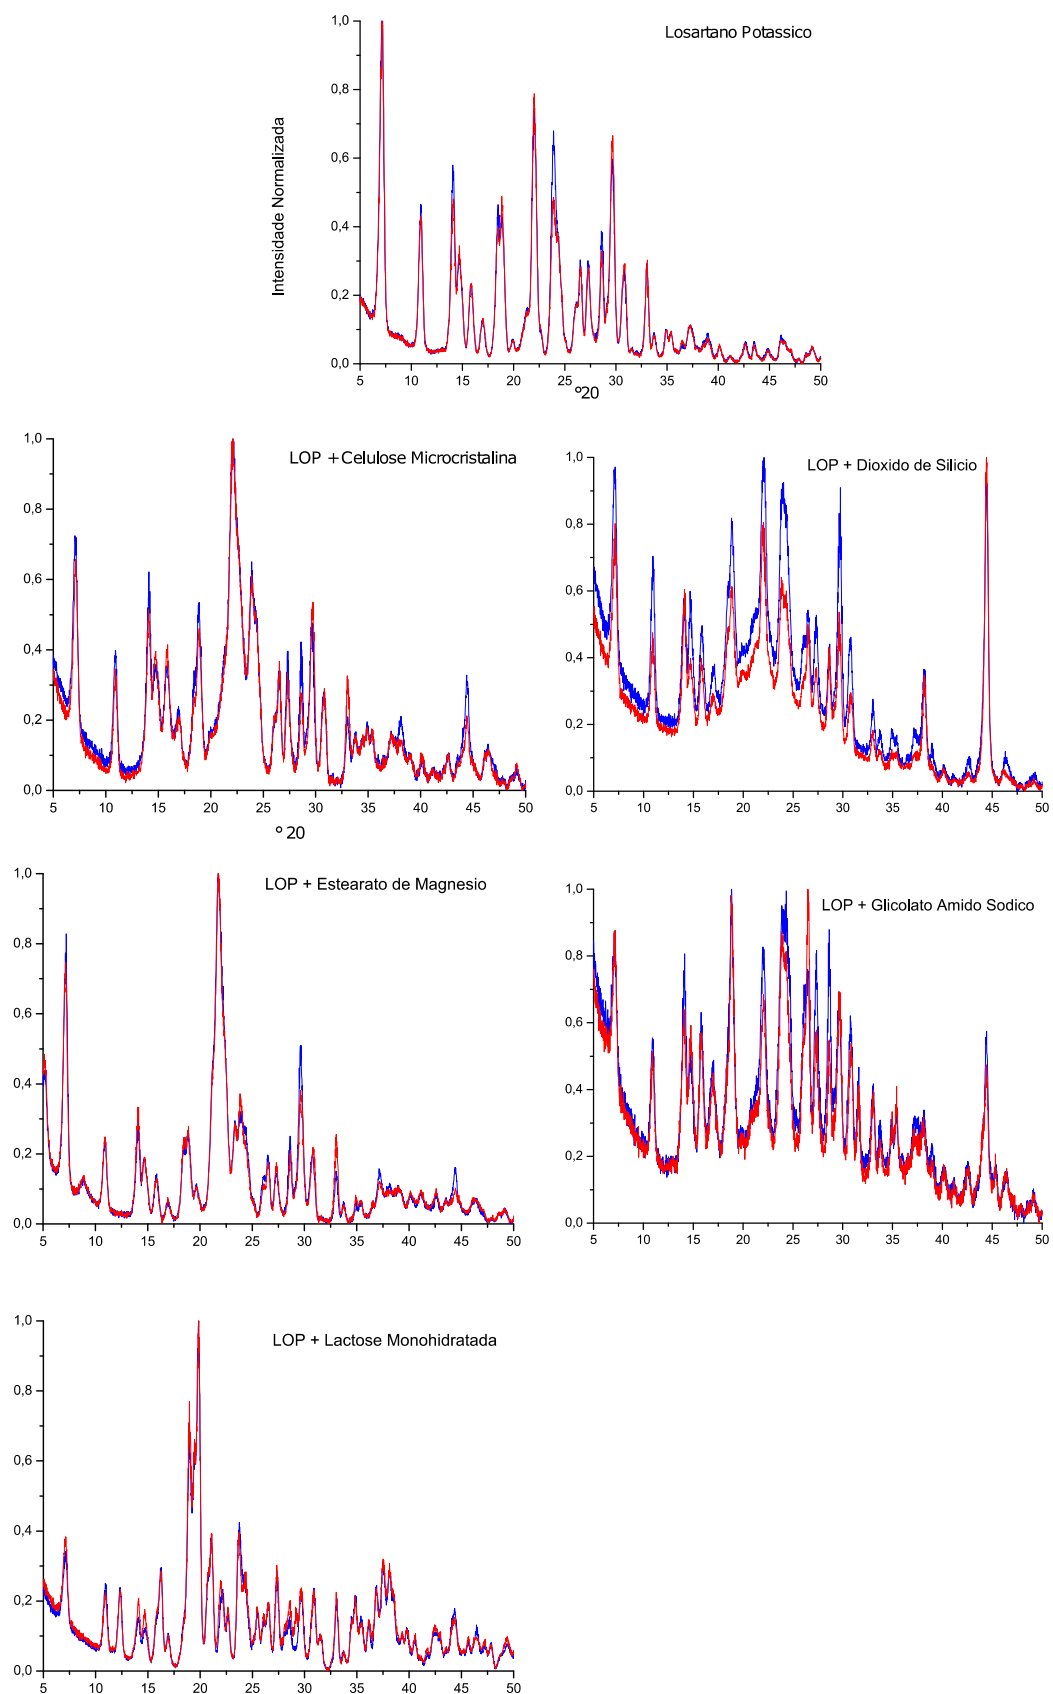 Losartano Potassico
Intensidade Normalizada
1,0
0,8
0,6
0,4
0,2
0,0
5 10 15 20 25 30 35 40 45 50
°20
LOP + Celulose Microcristalina
1,0
0,8
0,6
0,4
0,2
0,0
5 10 15 20 25 30 35 40 45 50
° 20
LOP + Dioxido de Silicio
1,0
0,8
0,6
0,4
0,2
0,0
5 10 15 20 25 30 35 40 45 50
LOP + Estearato de Magnesio
1,0
0,8
0,6
0,4
0,2
0,0
5 10 15 20 25 30 35 40 45 50
LOP + Glicolato Amido Sodico
1,0
0,8
0,6
0,4
0,2
0,0
5 10 15 20 25 30 35 40 45 50
LOP + Lactose Monohidratada
1,0
0,8
0,6
0,4
0,2
0,0
5 10 15 20 25 30 35 40 45 50